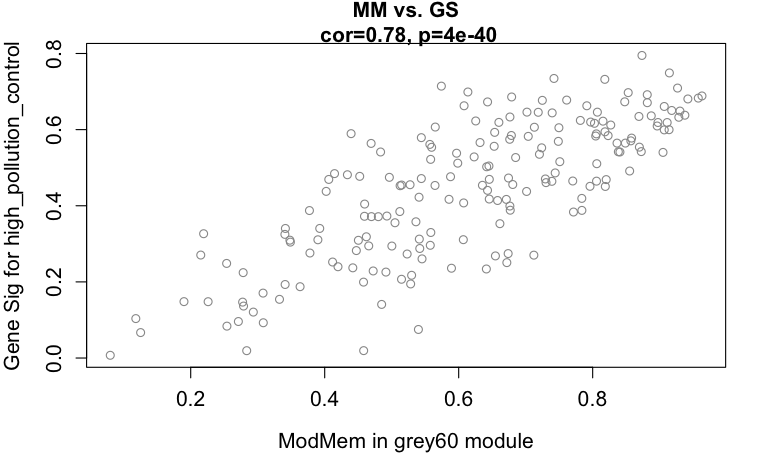 MM vs. GS
cor=0.78, p=4e-40
Gene Sig for high_pollution_control
0.8
0.6
0.4
0.2
0.0
0.2
0.4
0.6
0.8
ModMem in grey60 module